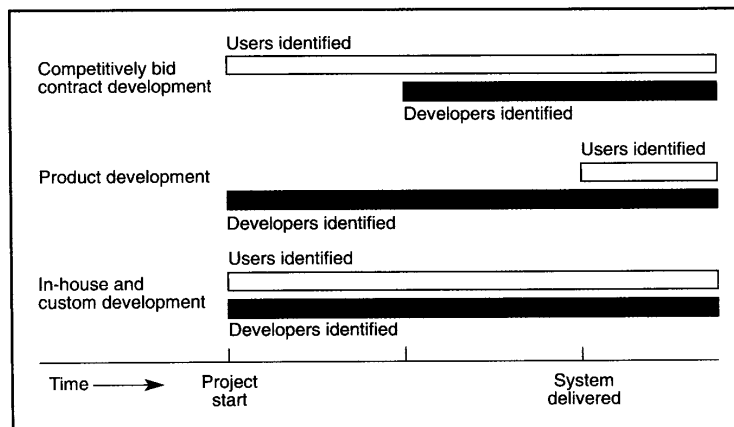 Users identified
Competitively bid
contract development
Developers identified
Users identified
Product development
Developers identified
Users identified
In-house and
custom development
Developers identified
Time
Project
start
System
delivered